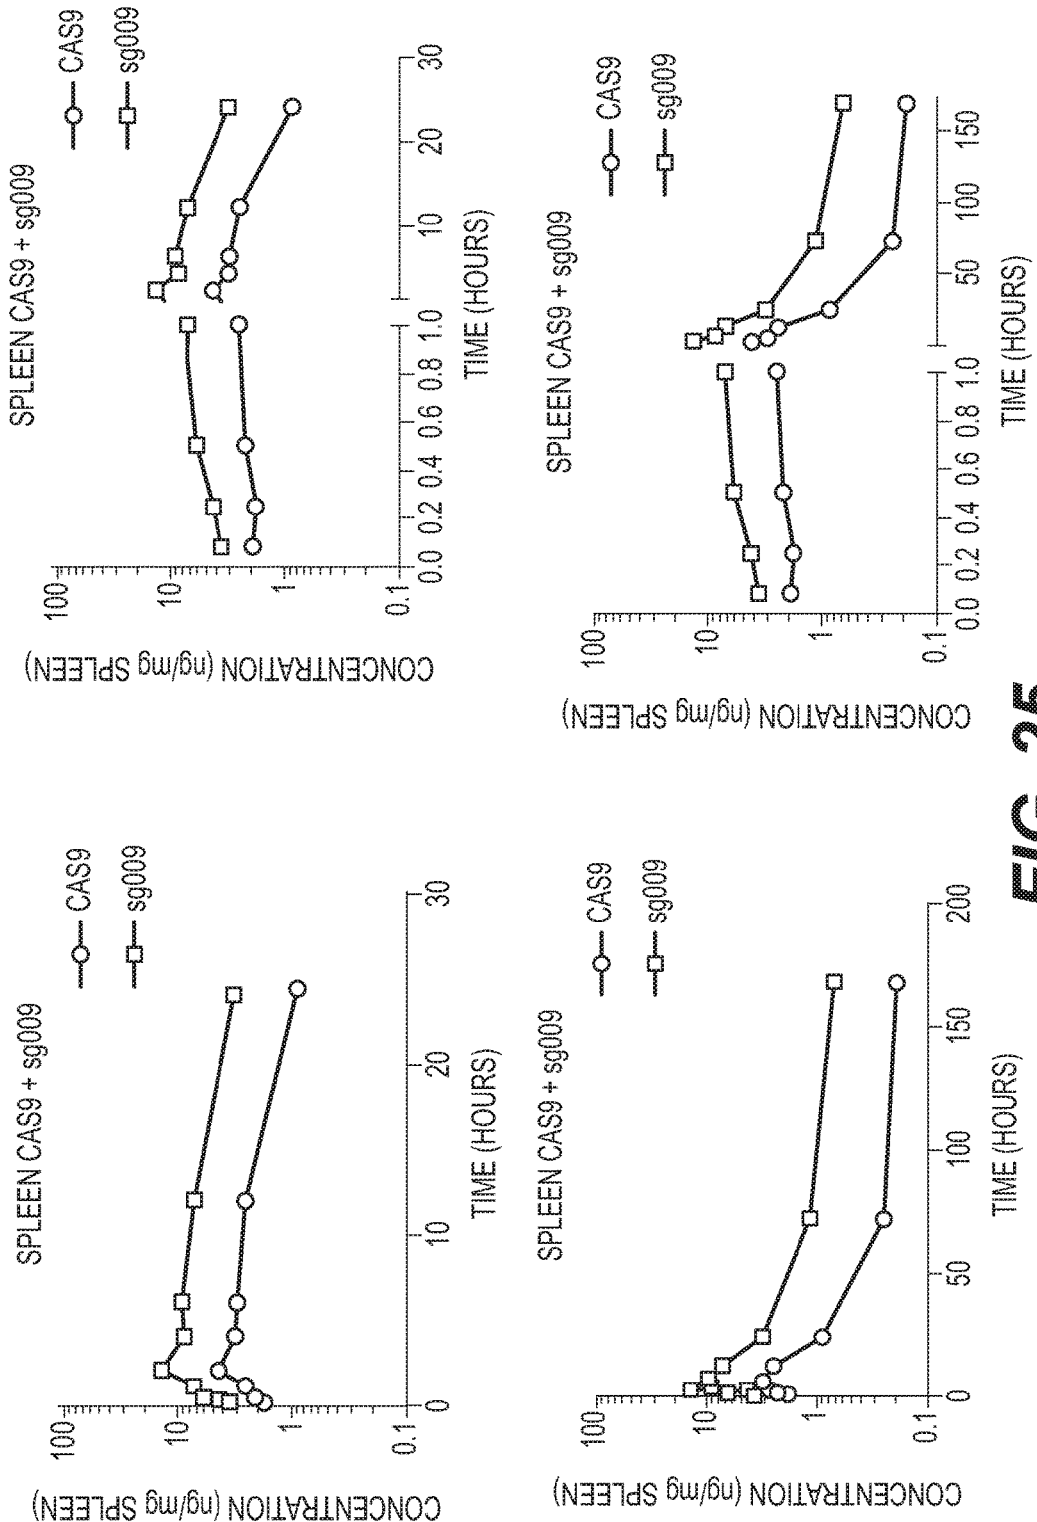 SPLEEN CAS9 + sg009
CAS9
sg009
CONCENTRATION (ng/mg SPLEEN)
100
10
1
0.1
0
10
20
30
TIME (HOURS)
SPLEEN CAS9 + sg009
CAS9
sg009
CONCENTRATION (ng/mg SPLEEN)
100
10
1
0.1
0.0 0.2 0.4 0.6 0.8 1.0
10
20
30
TIME (HOURS)
SPLEEN CAS9 + sg009
CAS9
sg009
CONCENTRATION (ng/mg SPLEEN)
100
10
1
0.1
0
50
100
150
200
TIME (HOURS)
SPLEEN CAS9 + sg009
CAS9
sg009
CONCENTRATION (ng/mg SPLEEN)
100
10
1
0.1
0.0 0.2 0.4 0.6 0.8 1.0
50
100
150
TIME (HOURS)
FIG. 25